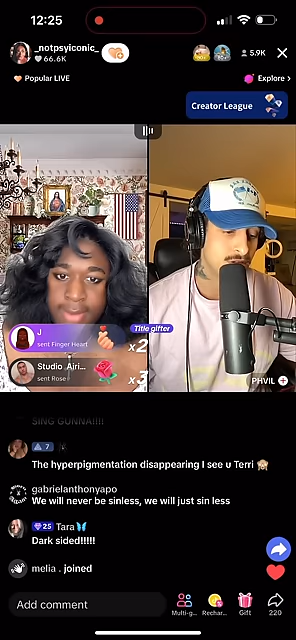 12:25
_notpsyiconic_
66.6K
5.9K
Popular LIVE
Explore >
Creator League
J
sent Finger Heart
x2
Title gifter
Studio Ajri...
sent Rose
x3
PHVIL
SING GUNNA!!!!
7
The hyperpigmentation disappearing I see u Terri 🙈
gabrielanthonyapo
We will never be sinless, we will just sin less
25 Tara🦋
Dark sided!!!!!
melia . joined
Add comment
Multi-g...
Rechar...
Gift
220